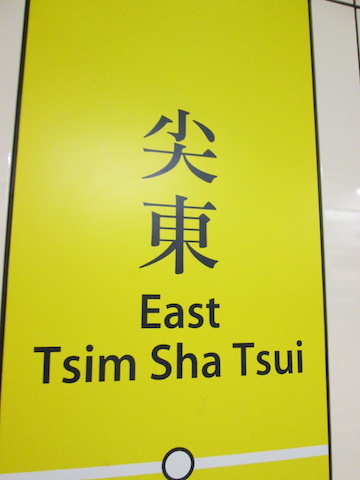 尖東
East
Tsim Sha Tsui